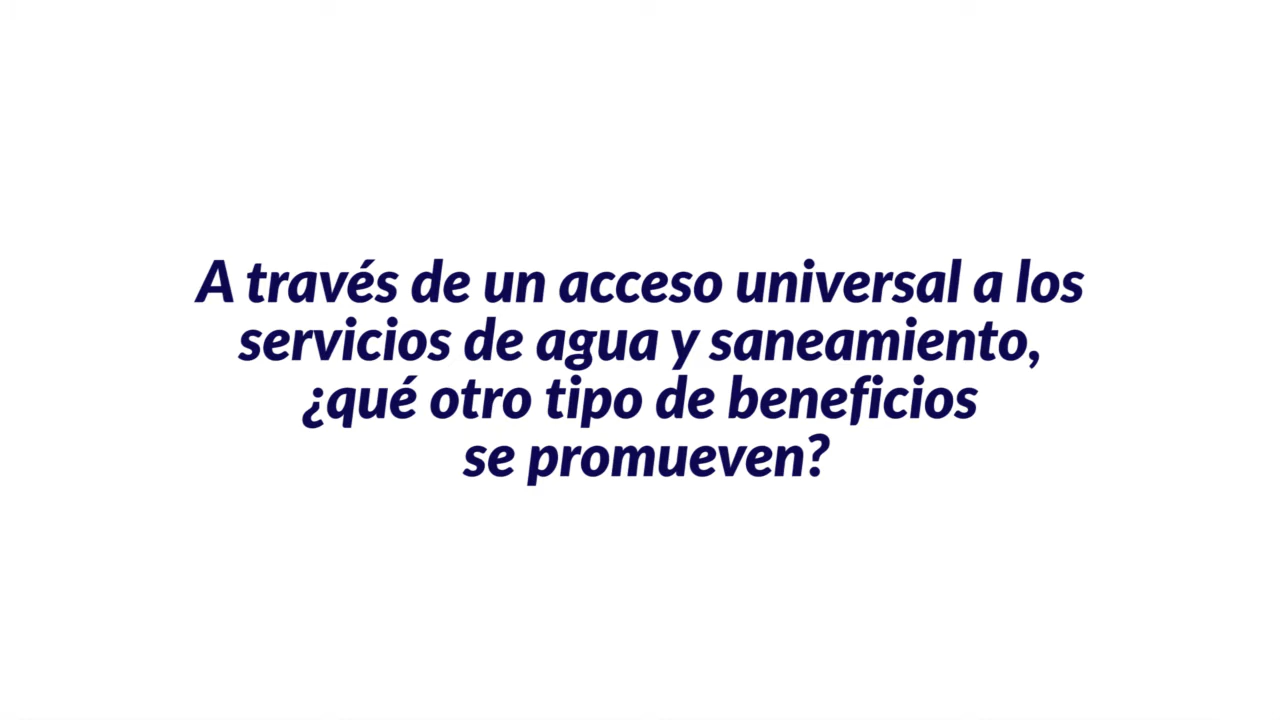 A través de un acceso universal a los
servicios de agua y saneamiento,
¿qué otro tipo de beneficios
se promueven?